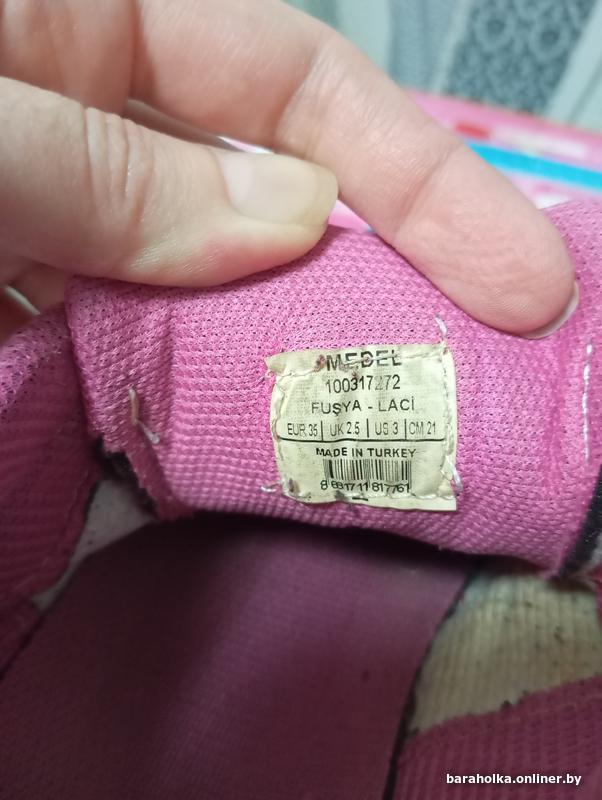 MEDEL
100317272
FUŞYA - LACİ
EUR 35 | UK 2.5 | US 3 | CM 21
MADE IN TURKEY
8 681711 817761
baraholka.onliner.by